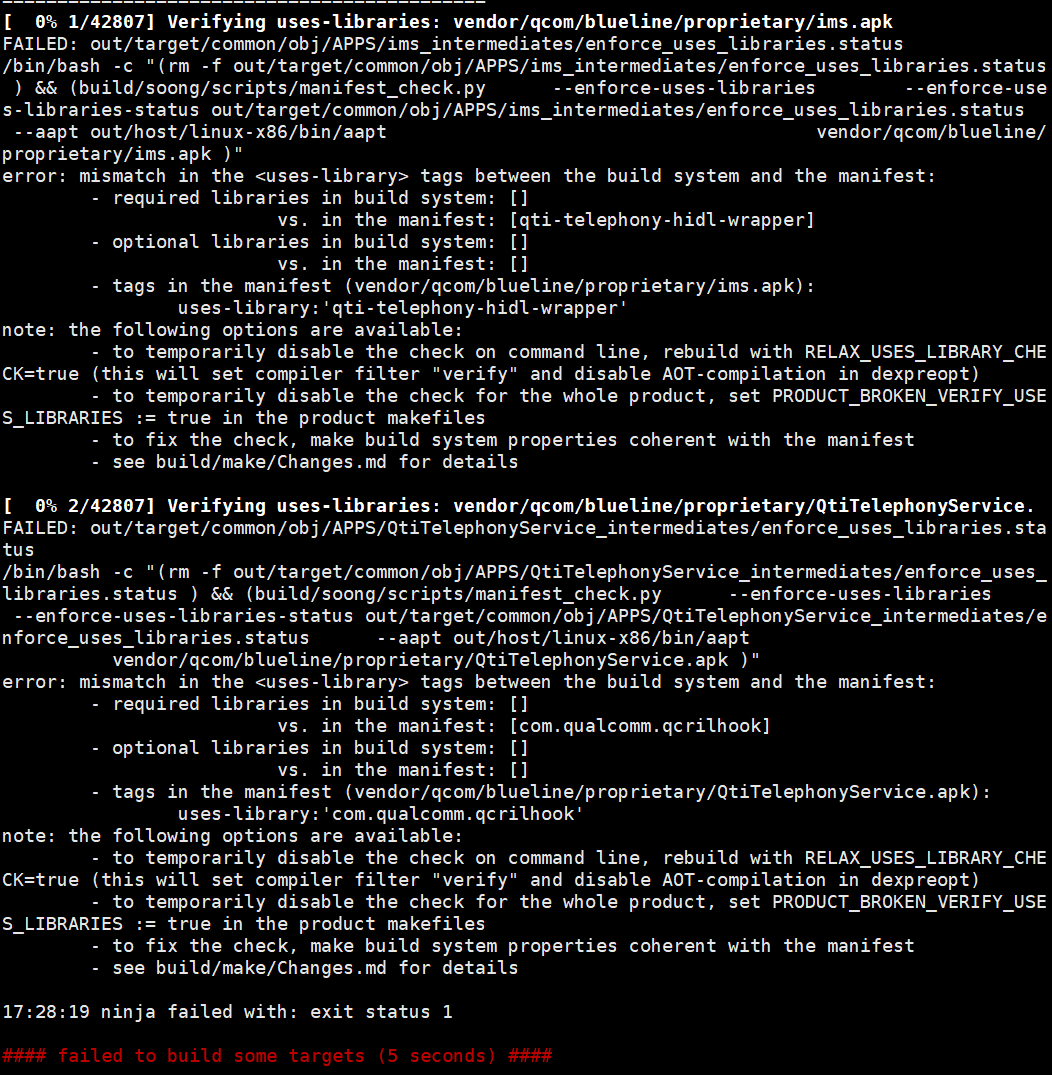 ============================================
[  0% 1/42807] Verifying uses-libraries: vendor/qcom/blueline/proprietary/ims.apk
FAILED: out/target/common/obj/APPS/ims_intermediates/enforce_uses_libraries.status
/bin/bash -c "(rm -f out/target/common/obj/APPS/ims_intermediates/enforce_uses_libraries.status
 ) && (build/soong/scripts/manifest_check.py      --enforce-uses-libraries        --enforce-use
s-libraries-status out/target/common/obj/APPS/ims_intermediates/enforce_uses_libraries.status
 --aapt out/host/linux-x86/bin/aapt                                       vendor/qcom/blueline/
proprietary/ims.apk )"
error: mismatch in the <uses-library> tags between the build system and the manifest:
        - required libraries in build system: []
                         vs. in the manifest: [qti-telephony-hidl-wrapper]
        - optional libraries in build system: []
                         vs. in the manifest: []
        - tags in the manifest (vendor/qcom/blueline/proprietary/ims.apk):
                uses-library:'qti-telephony-hidl-wrapper'
note: the following options are available:
        - to temporarily disable the check on command line, rebuild with RELAX_USES_LIBRARY_CHE
CK=true (this will set compiler filter "verify" and disable AOT-compilation in dexpreopt)
        - to temporarily disable the check for the whole product, set PRODUCT_BROKEN_VERIFY_USE
S_LIBRARIES := true in the product makefiles
        - to fix the check, make build system properties coherent with the manifest
        - see build/make/Changes.md for details

[  0% 2/42807] Verifying uses-libraries: vendor/qcom/blueline/proprietary/QtiTelephonyService.
FAILED: out/target/common/obj/APPS/QtiTelephonyService_intermediates/enforce_uses_libraries.sta
tus
/bin/bash -c "(rm -f out/target/common/obj/APPS/QtiTelephonyService_intermediates/enforce_uses_
libraries.status ) && (build/soong/scripts/manifest_check.py      --enforce-uses-libraries
 --enforce-uses-libraries-status out/target/common/obj/APPS/QtiTelephonyService_intermediates/e
nforce_uses_libraries.status      --aapt out/host/linux-x86/bin/aapt
          vendor/qcom/blueline/proprietary/QtiTelephonyService.apk )"
error: mismatch in the <uses-library> tags between the build system and the manifest:
        - required libraries in build system: []
                         vs. in the manifest: [com.qualcomm.qcrilhook]
        - optional libraries in build system: []
                         vs. in the manifest: []
        - tags in the manifest (vendor/qcom/blueline/proprietary/QtiTelephonyService.apk):
                uses-library:'com.qualcomm.qcrilhook'
note: the following options are available:
        - to temporarily disable the check on command line, rebuild with RELAX_USES_LIBRARY_CHE
CK=true (this will set compiler filter "verify" and disable AOT-compilation in dexpreopt)
        - to temporarily disable the check for the whole product, set PRODUCT_BROKEN_VERIFY_USE
S_LIBRARIES := true in the product makefiles
        - to fix the check, make build system properties coherent with the manifest
        - see build/make/Changes.md for details

17:28:19 ninja failed with: exit status 1

#### failed to build some targets (5 seconds) ####